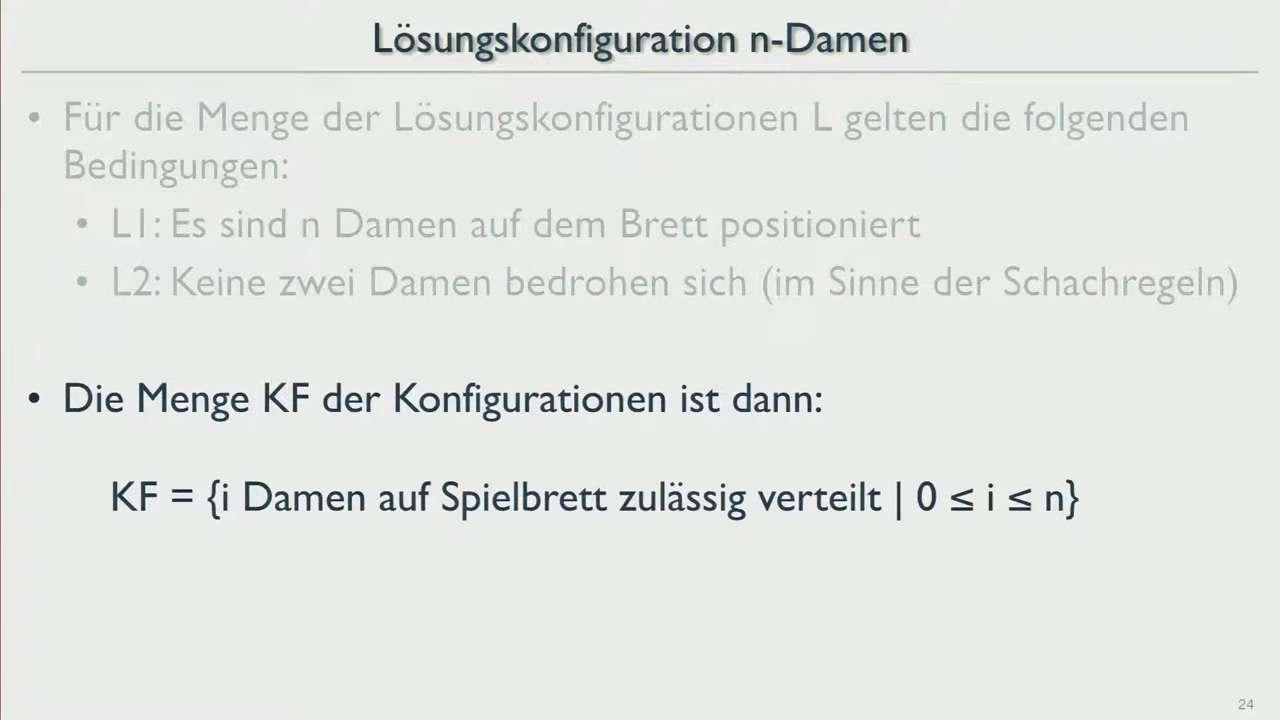 Lösungskonfiguration n-Damen
• Für die Menge der Lösungskonfigurationen L gelten die folgenden
Bedingungen:
• L1: Es sind n Damen auf dem Brett positioniert
• L2: Keine zwei Damen bedrohen sich (im Sinne der Schachregeln)
• Die Menge KF der Konfigurationen ist dann:
KF = {i Damen auf Spielbrett zulässig verteilt | 0 ≤ i ≤ n}
24